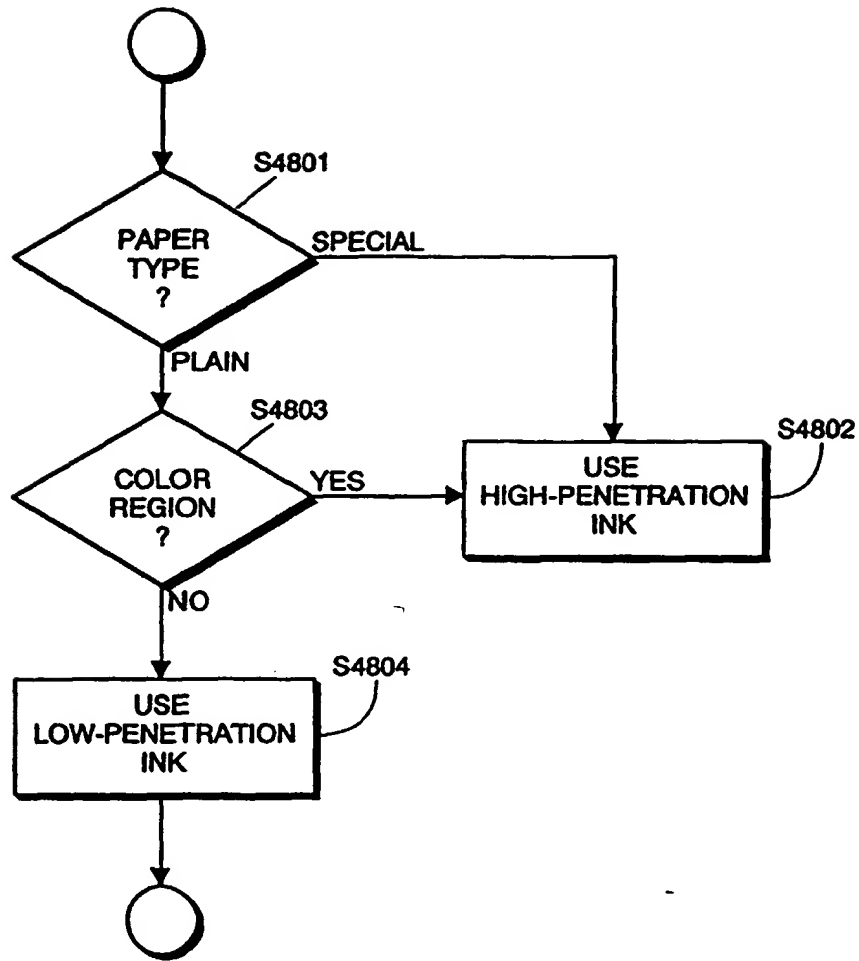 S4801
PAPER
TYPE
?
SPECIAL
PLAIN
S4803
COLOR
REGION
?
YES
S4802
USE
HIGH-PENETRATION
INK
NO
S4804
USE
LOW-PENETRATION
INK